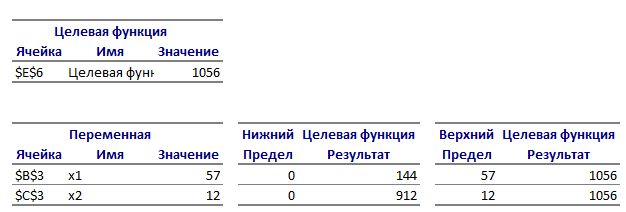 Целевая функция
Ячейка Имя Значение
$E$6 Целевая фун 1056
Переменная Нижний Целевая функция Верхний Целевая функция
Ячейка Имя Значение Предел Результат Предел Результат
$B$3 x1 57 0 144 57 1056
$C$3 x2 12 0 912 12 1056